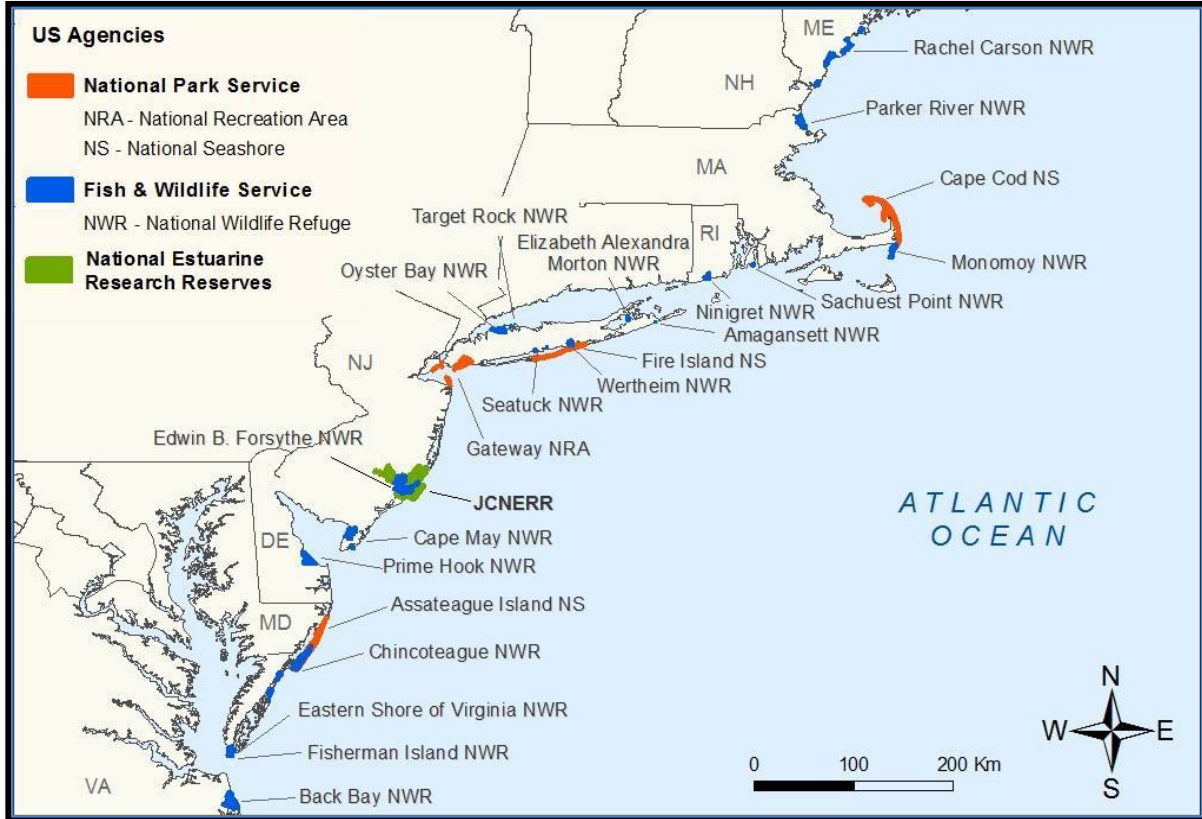 US Agencies
National Park Service
NRA - National Recreation Area
NS - National Seashore
Fish & Wildlife Service
NWR - National Wildlife Refuge
National Estuarine
Research Reserves
ME
Rachel Carson NWR
NH
Parker River NWR
MA
Cape Cod NS
Target Rock NWR
RI
Elizabeth Alexandra
Morton NWR
Oyster Bay NWR
Monomoy NWR
Sachuest Point NWR
Ninigret NWR
Amagansett NWR
NJ
Fire Island NS
Wertheim NWR
Seatuck NWR
Edwin B. Forsythe NWR
Gateway NRA
JCNERR
ATLANTIC
OCEAN
DE
Cape May NWR
Prime Hook NWR
Assateague Island NS
MD
Chincoteague NWR
Eastern Shore of Virginia NWR
Fisherman Island NWR
VA
Back Bay NWR
N
W
E
S
0
100
200 Km